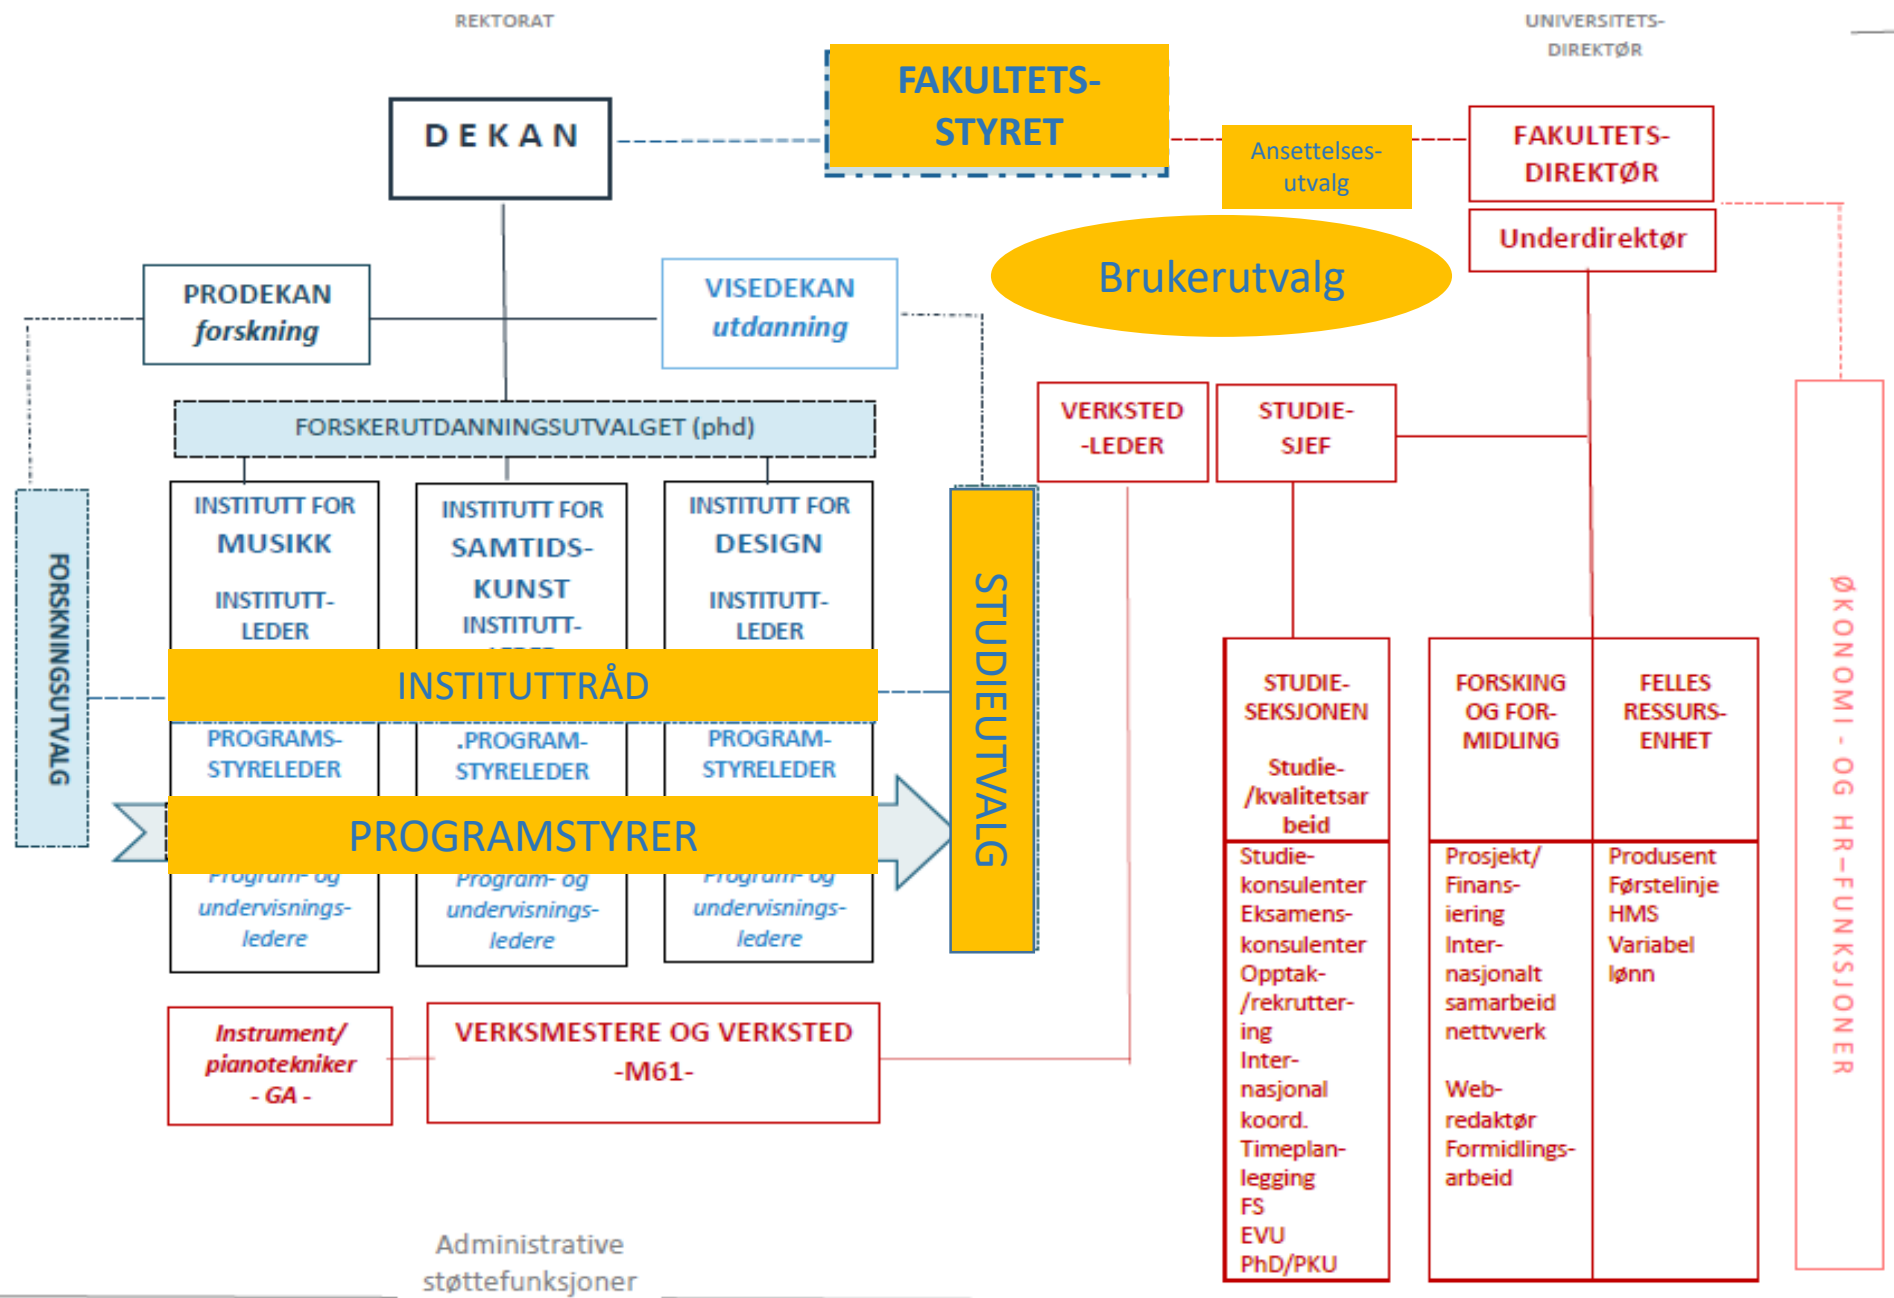 REKTORAT
UNIVERSITETS-
DIREKTØR
DEKAN
FAKULTETS-
STYRET
Ansettelses-
utvalg
FAKULTETS-
DIREKTØR
Underdirektør
Brukerutvalg
PRODEKAN
forskning
VISEDEKAN
utdanning
FORSKERUTDANNINGSUTVALGET (phd)
VERKSTED
-LEDER
STUDIE-
SJEF
FORSKNINGSUTVALG
INSTITUTT FOR
MUSIKK
INSTITUTT-
LEDER
INSTITUTT FOR
SAMTIDS-
KUNST
INSTITUTT-
INSTITUTT FOR
DESIGN
INSTITUTT-
LEDER
INSTITUTTRÅD
PROGRAMS-
STYRELEDER
.PROGRAM-
STYRELEDER
PROGRAM-
STYRELEDER
PROGRAMSTYRER
Program- og
undervisnings-
ledere
Program- og
undervisnings-
ledere
Program- og
undervisnings-
ledere
STUDIEUTVALG
Instrument/
pianotekniker
- GA -
VERKSMESTERE OG VERKSTED
-M61-
STUDIE-
SEKSJONEN
Studie-
/kvalitetsar
beid
Studie-
konsulenter
Eksamens-
konsulenter
Opptak-
/rekrutter-
ing
Inter-
nasjonal
koord.
Timeplan-
legging
FS
EVU
PhD/PKU
FORSKING
OG FOR-
MIDLING
Prosjekt/
Finans-
iering
Inter-
nasjonalt
samarbeid
nettvverk
Web-
redaktør
Formidlings-
arbeid
FELLES
RESSURS-
ENHET
Produsent
Førstelinje
HMS
Variabel
lønn
ØKONOMI - OG HR–FUNKSJONER
Administrative
støttefunksjoner